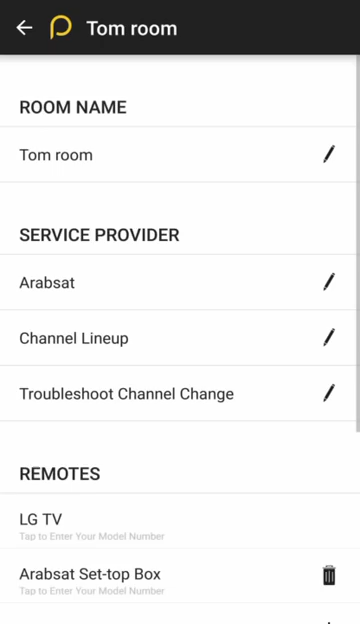 Tom room
ROOM NAME
Tom room
SERVICE PROVIDER
Arabsat
Channel Lineup
Troubleshoot Channel Change
REMOTES
LG TV
Tap to Enter Your Model Number
Arabsat Set-top Box
Tap to Enter Your Model Number